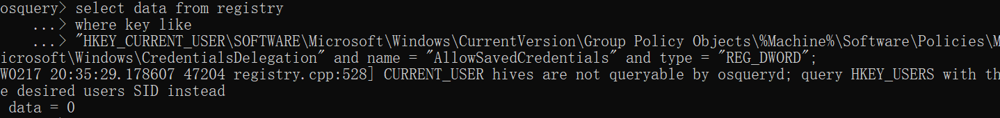 osquery> select data from registry
    ...> where key like
    ...> "HKEY_CURRENT_USER\SOFTWARE\Microsoft\Windows\CurrentVersion\Group Policy Objects\%Machine%\Software\Policies\M
icrosoft\Windows\CredentialsDelegation" and name = "AllowSavedCredentials" and type = "REG_DWORD";
W0217 20:35:29.178607 47204 registry.cpp:528] CURRENT_USER hives are not queryable by osqueryd; query HKEY_USERS with th
e desired users SID instead
 data = 0